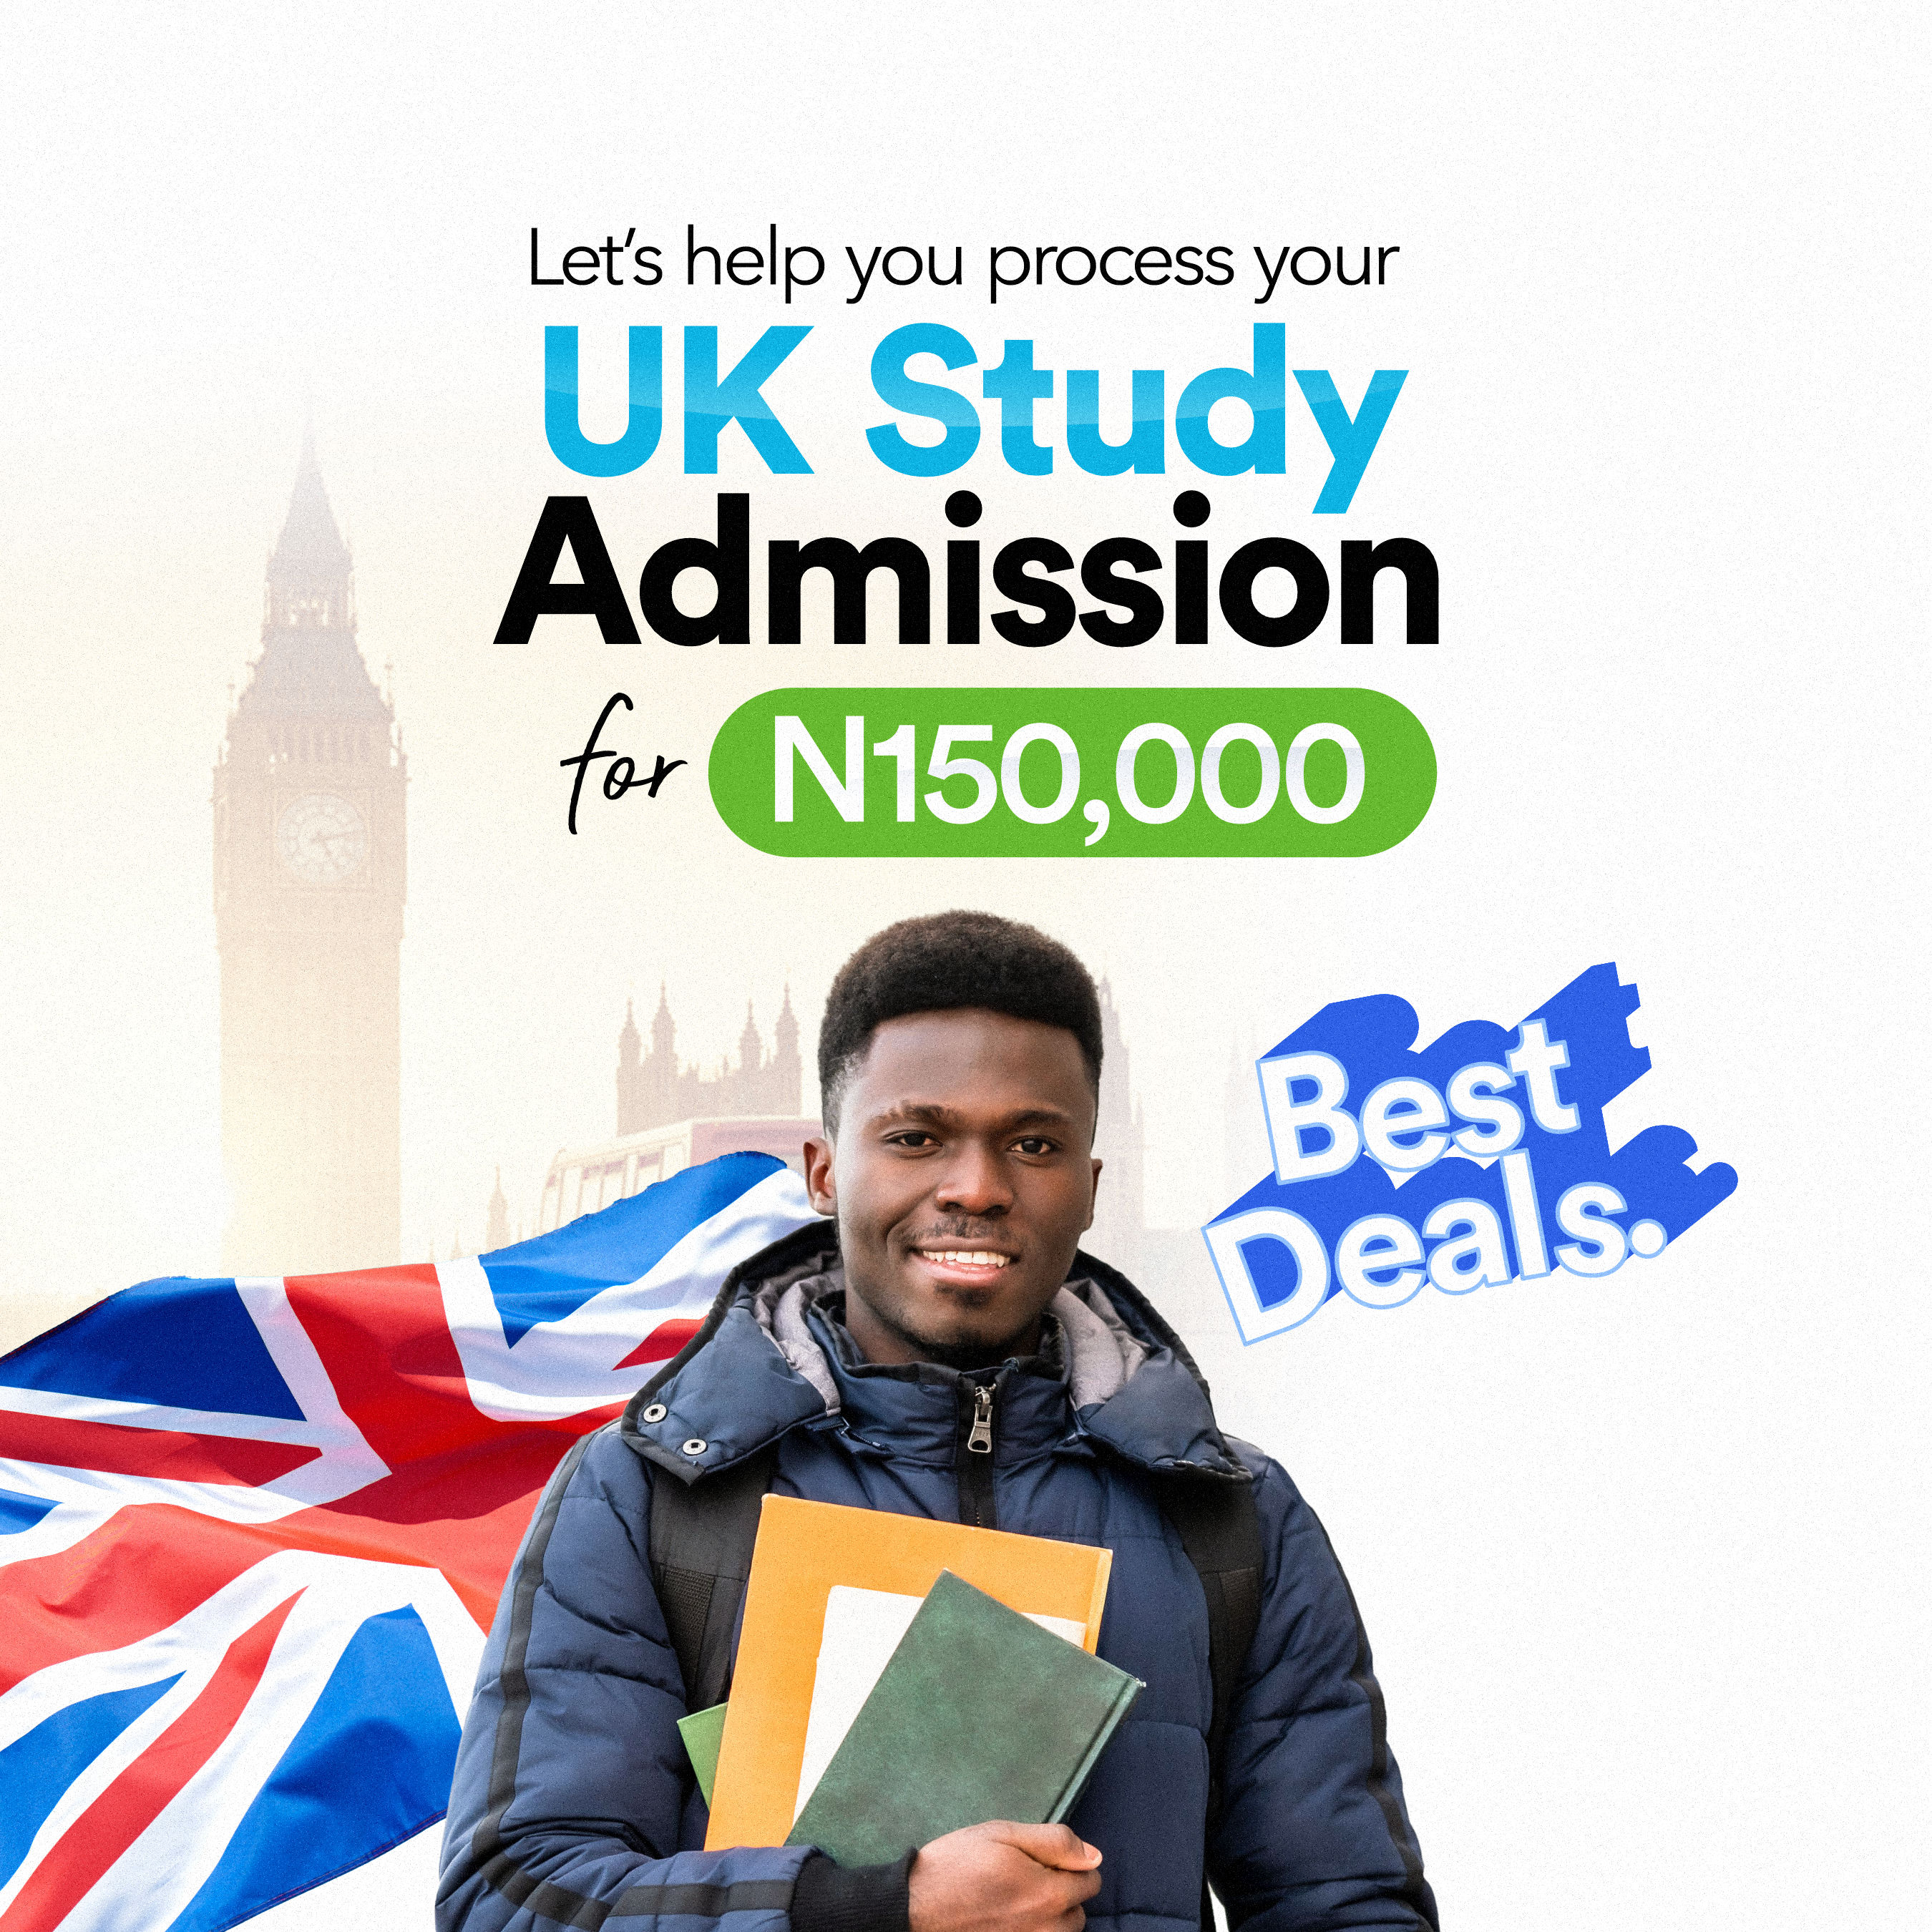 Let's help you process your
UK Study
Admission
for N150,000
Best
Deals.